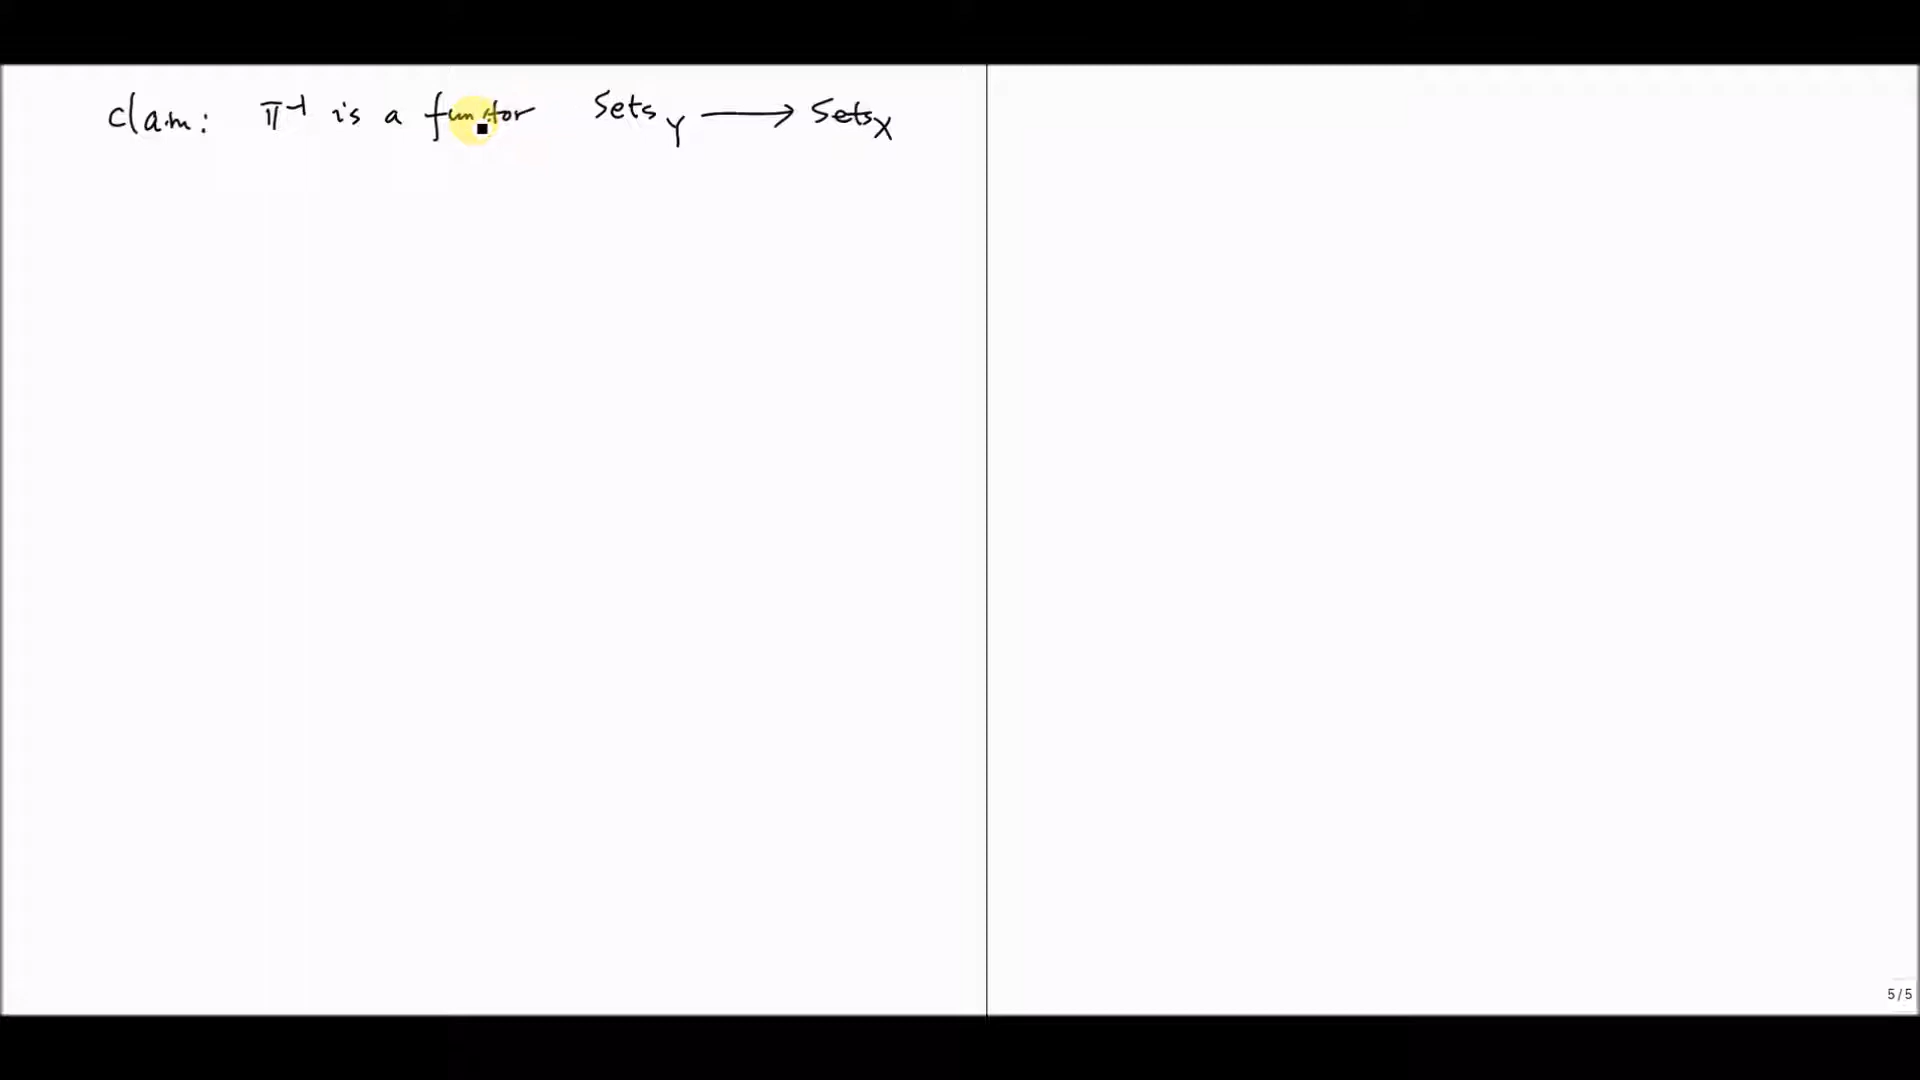 clam: π⁻¹ is a functor Sets_Y ⟶ Sets_X
5/5